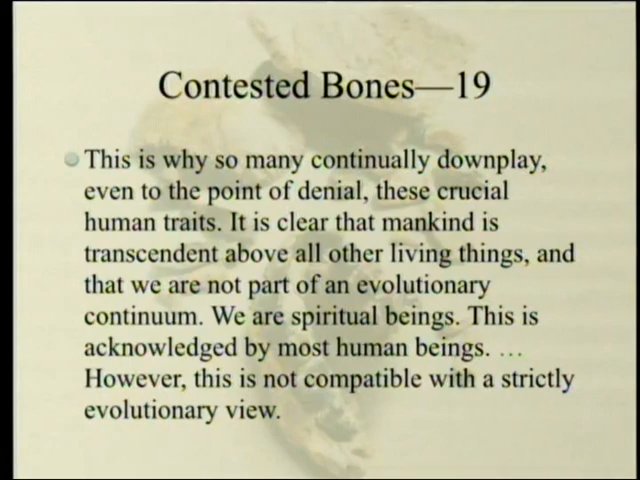 Contested Bones—19
This is why so many continually downplay,
even to the point of denial, these crucial
human traits. It is clear that mankind is
transcendent above all other living things, and
that we are not part of an evolutionary
continuum. We are spiritual beings. This is
acknowledged by most human beings. …
However, this is not compatible with a strictly
evolutionary view.